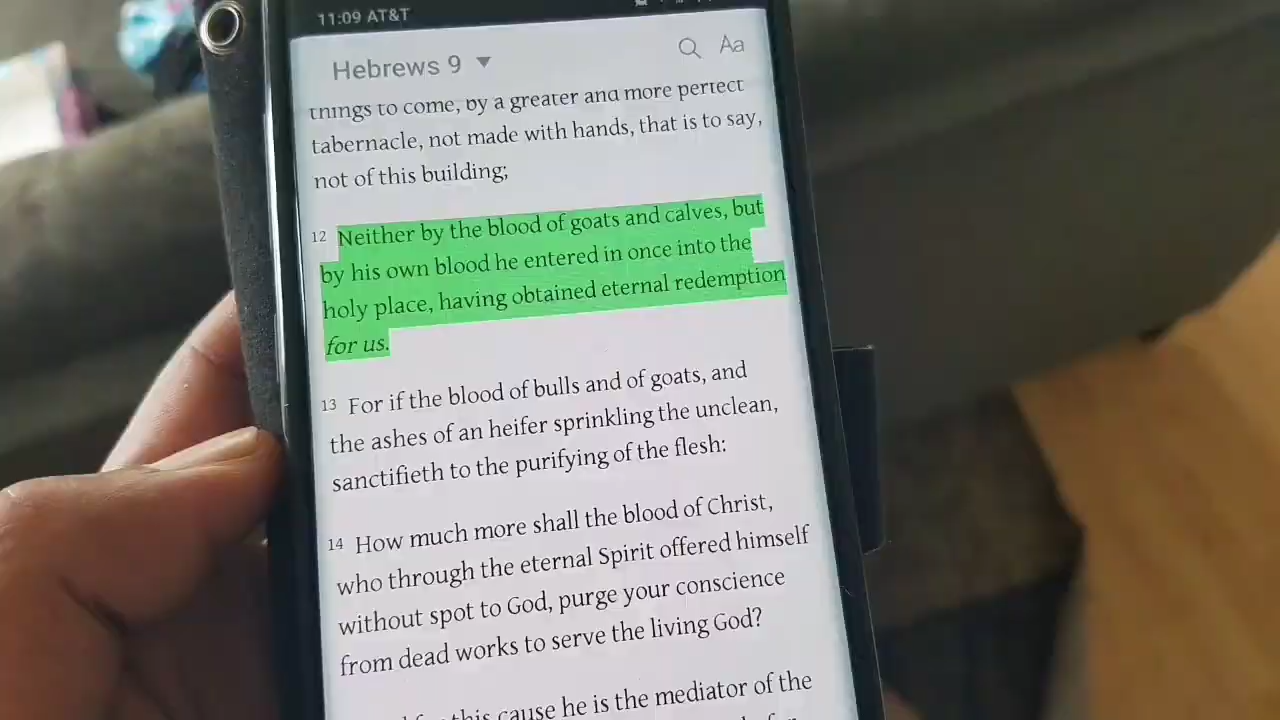 11:09 AT&T
Hebrews 9 ▼
Aa
things to come, by a greater and more perfect
tabernacle, not made with hands, that is to say,
not of this building;
12 Neither by the blood of goats and calves, but
by his own blood he entered in once into the
holy place, having obtained eternal redemption
for us.
13 For if the blood of bulls and of goats, and
the ashes of an heifer sprinkling the unclean,
sanctifieth to the purifying of the flesh:
14 How much more shall the blood of Christ,
who through the eternal Spirit offered himself
without spot to God, purge your conscience
from dead works to serve the living God?
this cause he is the mediator of the